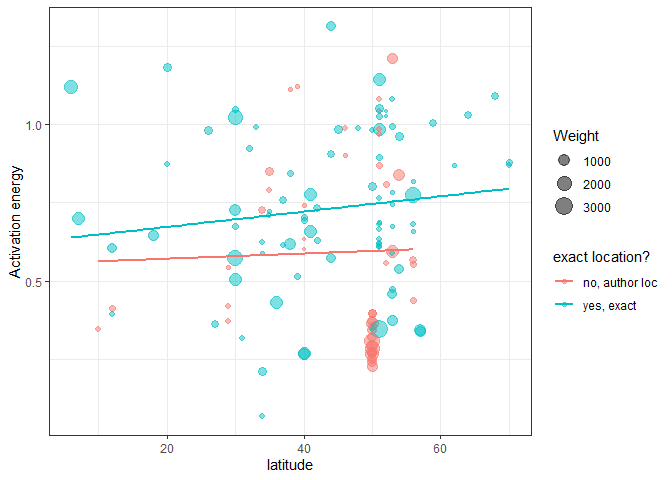 1.0
0.5
Activation energy
20
40
60
latitude
Weight
1000
2000
3000
exact location?
no, author loc
yes, exact